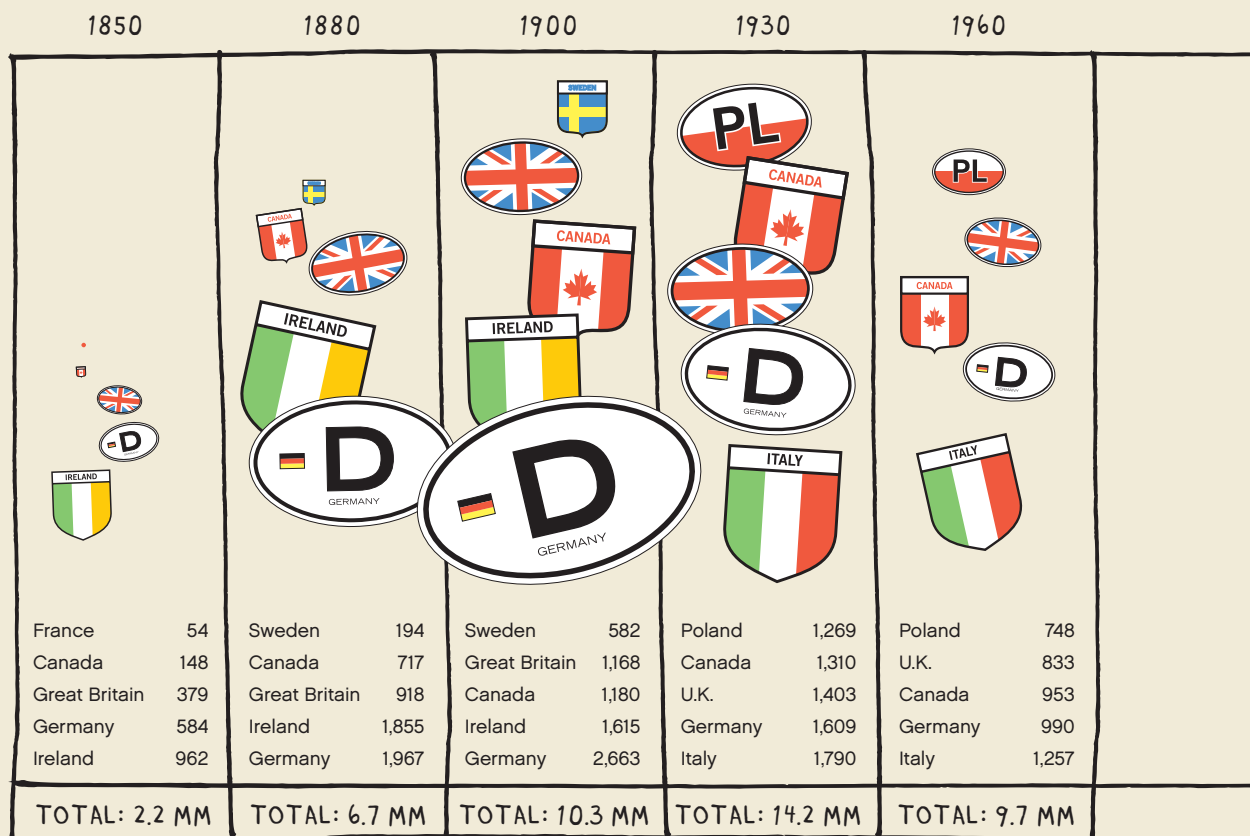 1850 1880 1900 1930 1960
SWEDEN
PL
CANADA
PL
CANADA
CANADA
CANADA
IRELAND
IRELAND
D
GERMANY
D
GERMANY
D
IRELAND
D
GERMANY
D
GERMANY
ITALY
ITALY
France 54
Canada 148
Great Britain 379
Germany 584
Ireland 962
TOTAL: 2.2 MM
Sweden 194
Canada 717
Great Britain 918
Ireland 1,855
Germany 1,967
TOTAL: 6.7 MM
Sweden 582
Great Britain 1,168
Canada 1,180
Ireland 1,615
Germany 2,663
TOTAL: 10.3 MM
Poland 1,269
Canada 1,310
U.K. 1,403
Germany 1,609
Italy 1,790
TOTAL: 14.2 MM
Poland 748
U.K. 833
Canada 953
Germany 990
Italy 1,257
TOTAL: 9.7 MM